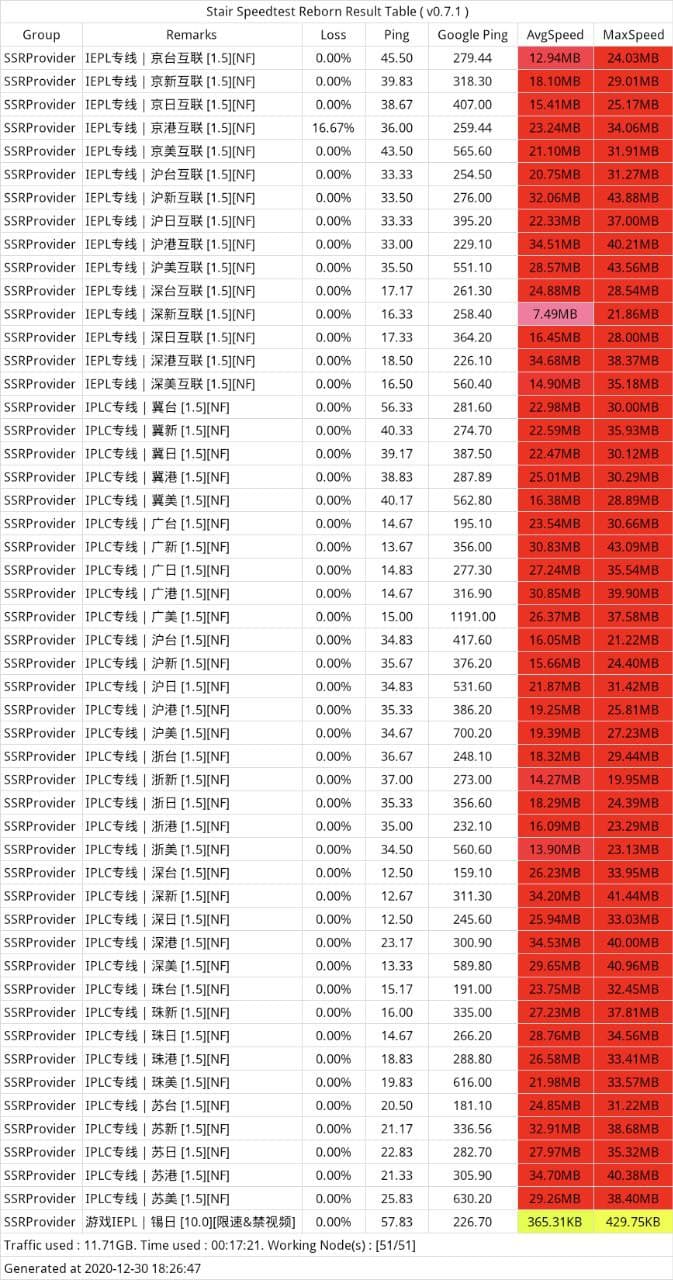 Stair Speedtest Reborn Result Table ( v0.7.1 )
Group Remarks Loss Ping Google Ping AvgSpeed MaxSpeed
SSRProvider IEPL专线 | 京台互联 [1.5][NF] 0.00% 45.50 279.44 12.94MB 24.03MB
SSRProvider IEPL专线 | 京新互联 [1.5][NF] 0.00% 39.83 318.30 18.10MB 29.01MB
SSRProvider IEPL专线 | 京日互联 [1.5][NF] 0.00% 38.67 407.00 15.41MB 25.17MB
SSRProvider IEPL专线 | 京港互联 [1.5][NF] 16.67% 36.00 259.44 23.24MB 34.06MB
SSRProvider IEPL专线 | 京美互联 [1.5][NF] 0.00% 43.50 565.60 21.10MB 31.91MB
SSRProvider IEPL专线 | 沪台互联 [1.5][NF] 0.00% 33.33 254.50 20.75MB 31.27MB
SSRProvider IEPL专线 | 沪新互联 [1.5][NF] 0.00% 33.50 276.00 32.06MB 43.88MB
SSRProvider IEPL专线 | 沪日互联 [1.5][NF] 0.00% 33.33 395.20 22.33MB 37.00MB
SSRProvider IEPL专线 | 沪港互联 [1.5][NF] 0.00% 33.00 229.10 34.51MB 40.21MB
SSRProvider IEPL专线 | 沪美互联 [1.5][NF] 0.00% 35.50 551.10 28.57MB 43.56MB
SSRProvider IEPL专线 | 深台互联 [1.5][NF] 0.00% 17.17 261.30 24.88MB 28.54MB
SSRProvider IEPL专线 | 深新互联 [1.5][NF] 0.00% 16.33 258.40 7.49MB 21.86MB
SSRProvider IEPL专线 | 深日互联 [1.5][NF] 0.00% 17.33 364.20 16.45MB 28.00MB
SSRProvider IEPL专线 | 深港互联 [1.5][NF] 0.00% 18.50 226.10 34.68MB 38.37MB
SSRProvider IEPL专线 | 深美互联 [1.5][NF] 0.00% 16.50 560.40 14.90MB 35.18MB
SSRProvider IPLC专线 | 冀台 [1.5][NF] 0.00% 56.33 281.60 22.98MB 30.00MB
SSRProvider IPLC专线 | 冀新 [1.5][NF] 0.00% 40.33 274.70 22.59MB 35.93MB
SSRProvider IPLC专线 | 冀日 [1.5][NF] 0.00% 39.17 387.50 22.47MB 30.12MB
SSRProvider IPLC专线 | 冀港 [1.5][NF] 0.00% 38.83 287.89 25.01MB 30.29MB
SSRProvider IPLC专线 | 冀美 [1.5][NF] 0.00% 40.17 562.80 16.38MB 28.89MB
SSRProvider IPLC专线 | 广台 [1.5][NF] 0.00% 14.67 195.10 23.54MB 30.66MB
SSRProvider IPLC专线 | 广新 [1.5][NF] 0.00% 13.67 356.00 30.83MB 43.09MB
SSRProvider IPLC专线 | 广日 [1.5][NF] 0.00% 14.83 277.30 27.24MB 35.54MB
SSRProvider IPLC专线 | 广港 [1.5][NF] 0.00% 14.67 316.90 30.85MB 39.90MB
SSRProvider IPLC专线 | 广美 [1.5][NF] 0.00% 15.00 1191.00 26.37MB 37.58MB
SSRProvider IPLC专线 | 沪台 [1.5][NF] 0.00% 34.83 417.60 16.05MB 21.22MB
SSRProvider IPLC专线 | 沪新 [1.5][NF] 0.00% 35.67 376.20 15.66MB 24.40MB
SSRProvider IPLC专线 | 沪日 [1.5][NF] 0.00% 34.83 531.60 21.87MB 31.42MB
SSRProvider IPLC专线 | 沪港 [1.5][NF] 0.00% 35.33 386.20 19.25MB 25.81MB
SSRProvider IPLC专线 | 沪美 [1.5][NF] 0.00% 34.67 700.20 19.39MB 27.23MB
SSRProvider IPLC专线 | 浙台 [1.5][NF] 0.00% 36.67 248.10 18.32MB 29.44MB
SSRProvider IPLC专线 | 浙新 [1.5][NF] 0.00% 37.00 273.00 14.27MB 19.95MB
SSRProvider IPLC专线 | 浙日 [1.5][NF] 0.00% 35.33 356.60 18.29MB 24.39MB
SSRProvider IPLC专线 | 浙港 [1.5][NF] 0.00% 35.00 232.10 16.09MB 23.29MB
SSRProvider IPLC专线 | 浙美 [1.5][NF] 0.00% 34.50 560.60 13.90MB 23.13MB
SSRProvider IPLC专线 | 深台 [1.5][NF] 0.00% 12.50 159.10 26.23MB 33.95MB
SSRProvider IPLC专线 | 深新 [1.5][NF] 0.00% 12.67 311.30 34.20MB 41.44MB
SSRProvider IPLC专线 | 深日 [1.5][NF] 0.00% 12.50 245.60 25.94MB 33.03MB
SSRProvider IPLC专线 | 深港 [1.5][NF] 0.00% 23.17 300.90 34.53MB 40.00MB
SSRProvider IPLC专线 | 深美 [1.5][NF] 0.00% 13.33 589.80 29.65MB 40.96MB
SSRProvider IPLC专线 | 珠台 [1.5][NF] 0.00% 15.17 191.00 23.75MB 32.45MB
SSRProvider IPLC专线 | 珠新 [1.5][NF] 0.00% 16.00 335.00 27.23MB 37.81MB
SSRProvider IPLC专线 | 珠日 [1.5][NF] 0.00% 14.67 266.20 28.76MB 34.56MB
SSRProvider IPLC专线 | 珠港 [1.5][NF] 0.00% 18.83 288.80 26.58MB 33.41MB
SSRProvider IPLC专线 | 珠美 [1.5][NF] 0.00% 19.83 616.00 21.98MB 33.57MB
SSRProvider IPLC专线 | 苏台 [1.5][NF] 0.00% 20.50 181.10 24.85MB 31.22MB
SSRProvider IPLC专线 | 苏新 [1.5][NF] 0.00% 21.17 336.56 32.91MB 38.68MB
SSRProvider IPLC专线 | 苏日 [1.5][NF] 0.00% 22.83 282.70 27.97MB 35.32MB
SSRProvider IPLC专线 | 苏港 [1.5][NF] 0.00% 21.33 305.90 34.70MB 40.38MB
SSRProvider IPLC专线 | 苏美 [1.5][NF] 0.00% 25.83 630.20 29.26MB 38.40MB
SSRProvider 游戏IEPL | 锡日 [10.0][限速&禁视频] 0.00% 57.83 226.70 365.31KB 429.75KB
Traffic used : 11.71GB. Time used : 00:17:21. Working Node(s) : [51/51]
Generated at 2020-12-30 18:26:47